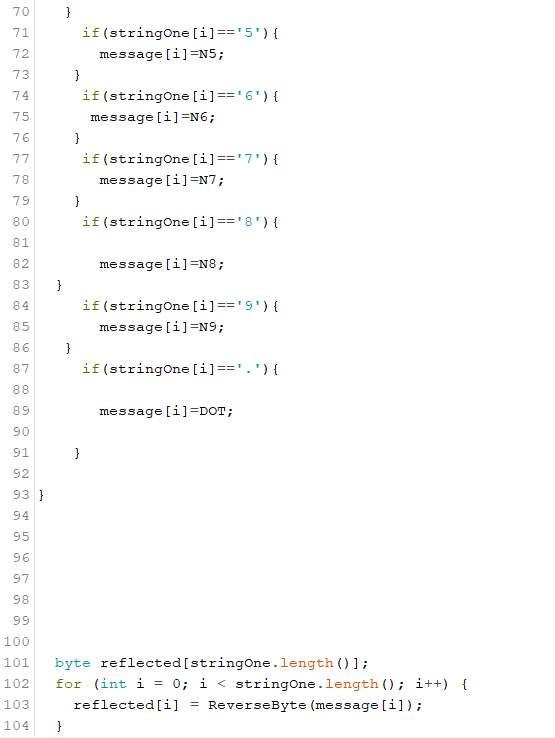 70 }
71 if(stringOne[i]=='5'){
72 message[i]=N5;
73 }
74 if(stringOne[i]=='6'){
75 message[i]=N6;
76 }
77 if(stringOne[i]=='7'){
78 message[i]=N7;
79 }
80 if(stringOne[i]=='8'){
81
82 message[i]=N8;
83 }
84 if(stringOne[i]=='9'){
85 message[i]=N9;
86 }
87 if(stringOne[i]=='.'){
88
89 message[i]=DOT;
90
91 }
92
93 }
94
95
96
97
98
99
100
101 byte reflected[stringOne.length()];
102 for (int i = 0; i < stringOne.length(); i++) {
103 reflected[i] = ReverseByte(message[i]);
104 }